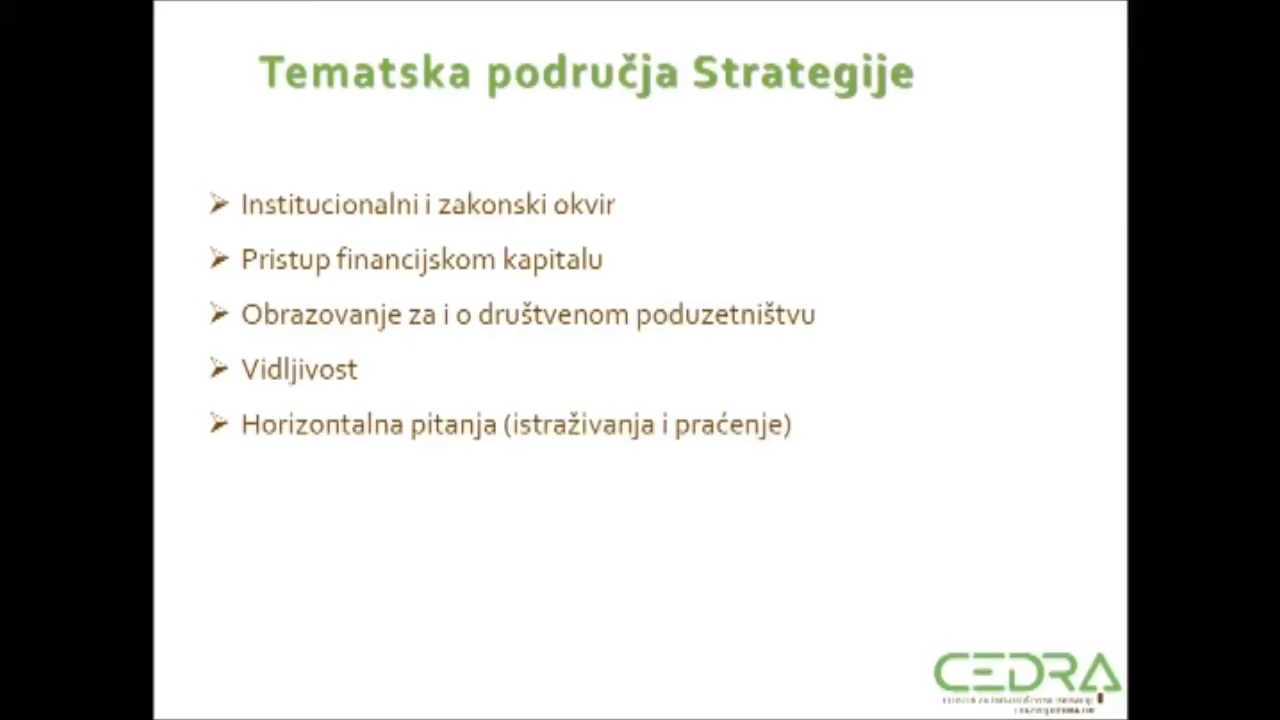 Tematska područja Strategije
Institucionalni i zakonski okvir
Pristup financijskom kapitalu
Obrazovanje za i o društvenom poduzetništvu
Vidljivost
Horizontalna pitanja (istraživanja i praćenje)
CEDRA